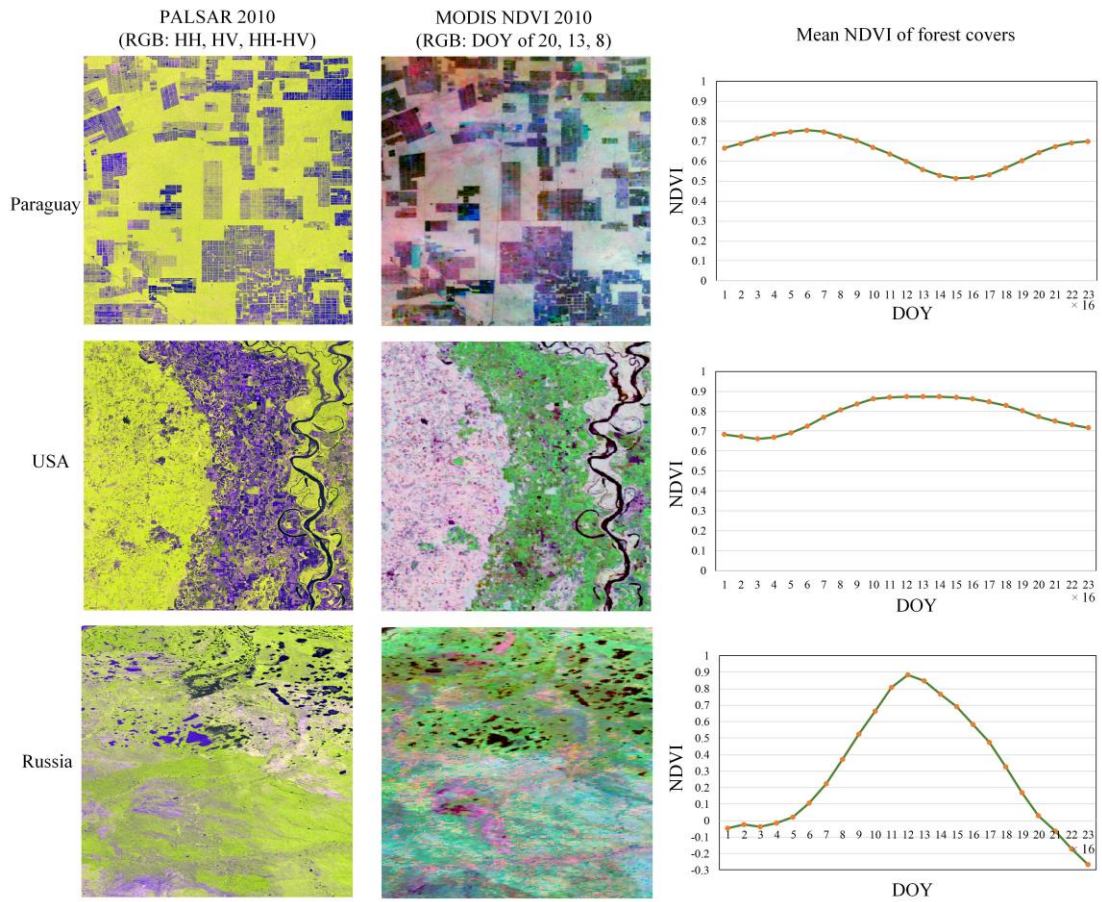 PALSAR 2010
(RGB: HH, HV, HH-HV)
MODIS NDVI 2010
(RGB: DOY of 20, 13, 8)
Mean NDVI of forest covers
Paraguay
NDVI
1
0.9
0.8
0.7
0.6
0.5
0.4
0.3
0.2
0.1
0
1 2 3 4 5 6 7 8 9 10 11 12 13 14 15 16 17 18 19 20 21 22 23
× 16
DOY
USA
NDVI
1
0.9
0.8
0.7
0.6
0.5
0.4
0.3
0.2
0.1
0
1 2 3 4 5 6 7 8 9 10 11 12 13 14 15 16 17 18 19 20 21 22 23
× 16
DOY
Russia
NDVI
1
0.9
0.8
0.7
0.6
0.5
0.4
0.3
0.2
0.1
0
-0.1
-0.2
-0.3
1 2 3 4 5 6 7 8 9 10 11 12 13 14 15 16 17 18 19 20 21 22 23
× 16
DOY